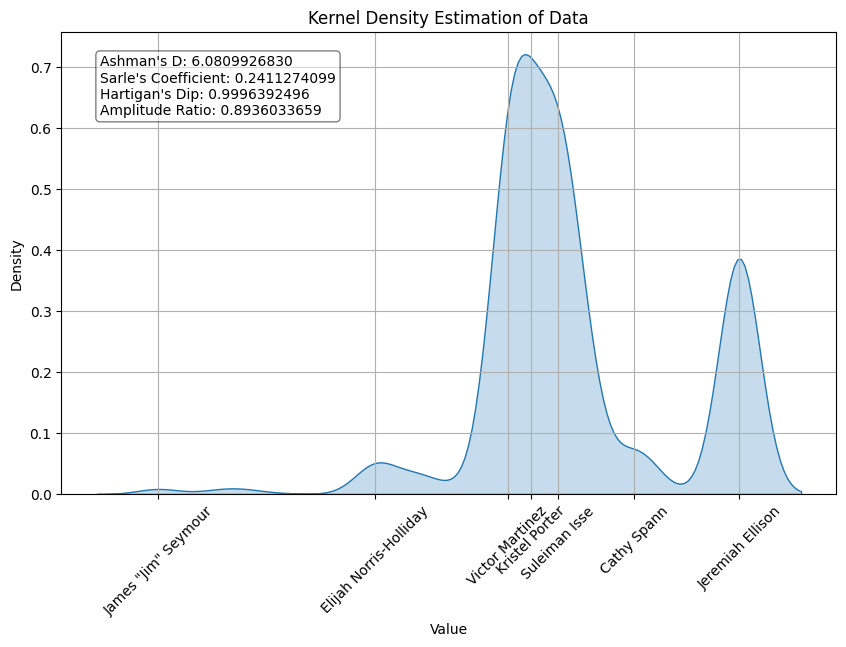 Kernel Density Estimation of Data
Ashman's D: 6.0809926830
Sarle's Coefficient: 0.2411274099
Hartigan's Dip: 0.9996392496
Amplitude Ratio: 0.8936033659
Density
0.7
0.6
0.5
0.4
0.3
0.2
0.1
0.0
James "Jim" Seymour
Elijah Norris-Holliday
Victor Martinez
Kristel Porter
Suleiman Isse
Cathy Spann
Jeremiah Ellison
Value